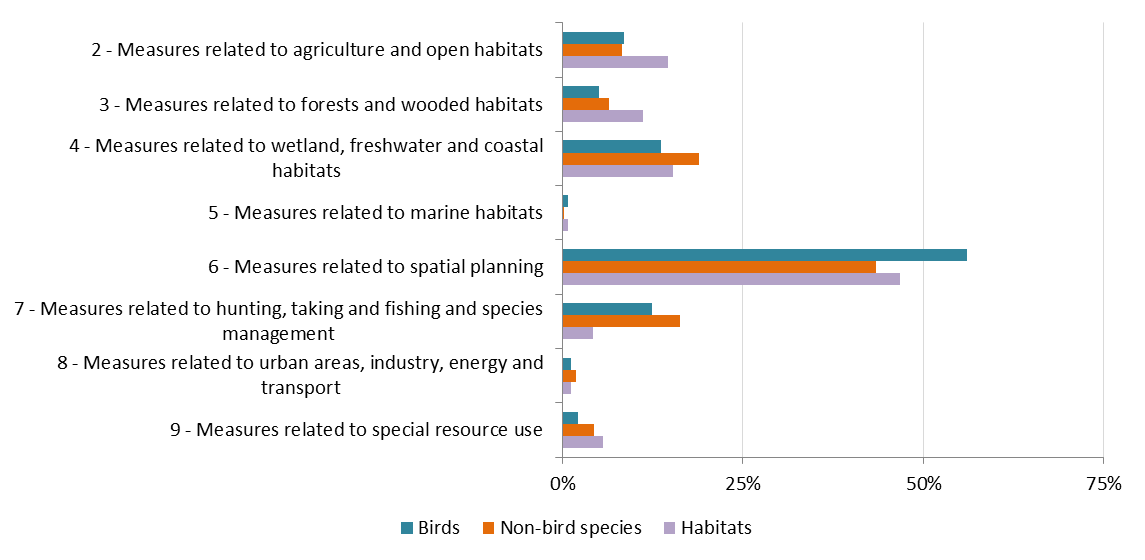 2 - Measures related to agriculture and open habitats
3 - Measures related to forests and wooded habitats
4 - Measures related to wetland, freshwater and coastal
habitats
5 - Measures related to marine habitats
6 - Measures related to spatial planning
7 - Measures related to hunting, taking and fishing and species
management
8 - Measures related to urban areas, industry, energy and
transport
9 - Measures related to special resource use
0% 25% 50% 75%
Birds Non-bird species Habitats